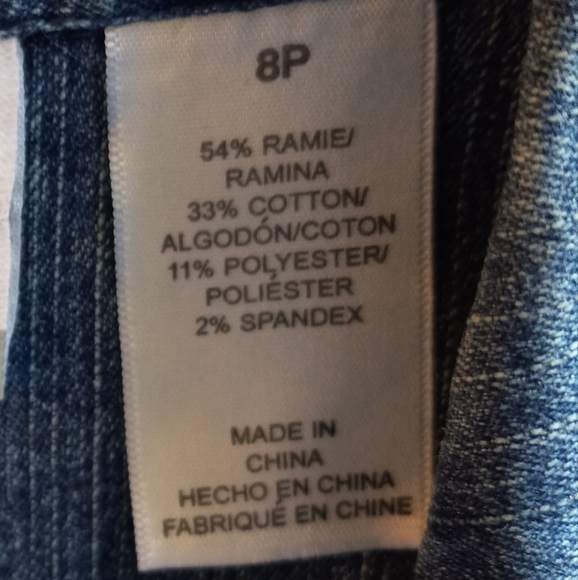 8P
54% RAMIE/
RAMINA
33% COTTON/
ALGODÓN/COTON
11% POLYESTER/
POLIÉSTER
2% SPANDEX
MADE IN
CHINA
HECHO EN CHINA
FABRIQUÉ EN CHINE